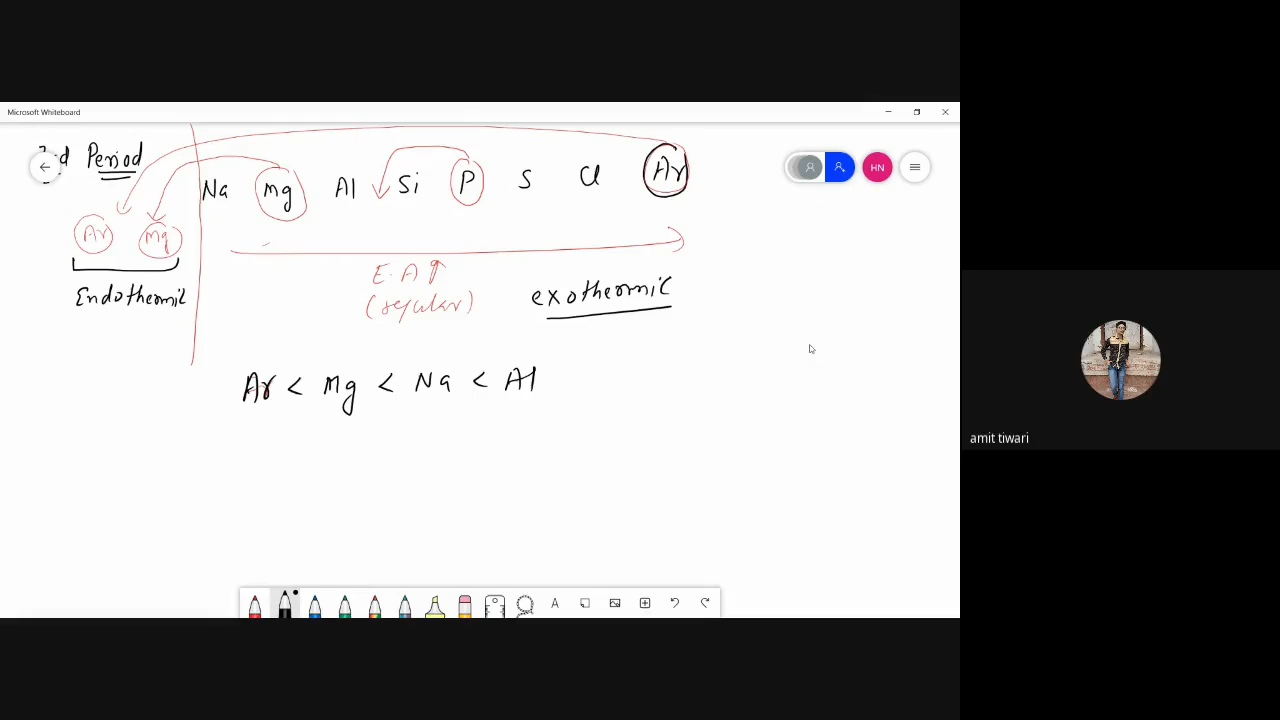 Microsoft Whiteboard
3rd Period
Na Mg Al Si P S Cl Ar
HN
Ar Mg
Endothermic
E.A↑
(regular)
exothermic
Ar < Mg < Na < Al
amit tiwari
A